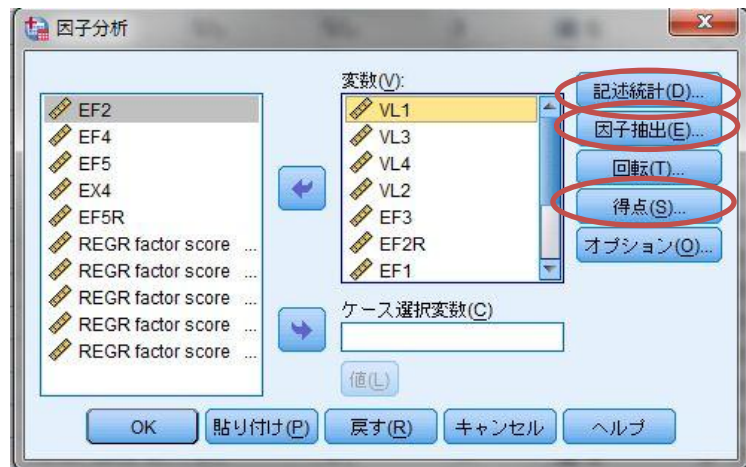 因子分析
EF2
EF4
EF5
EX4
EF5R
REGR factor score ...
REGR factor score ...
REGR factor score ...
REGR factor score ...
REGR factor score ...
変数(V):
VL1
VL3
VL4
VL2
EF3
EF2R
EF1
ケース選択変数(C)
値(L)
記述統計(D)...
因子抽出(E)...
回転(T)...
得点(S)...
オプション(O)...
OK
貼り付け(P)
戻す(R)
キャンセル
ヘルプ